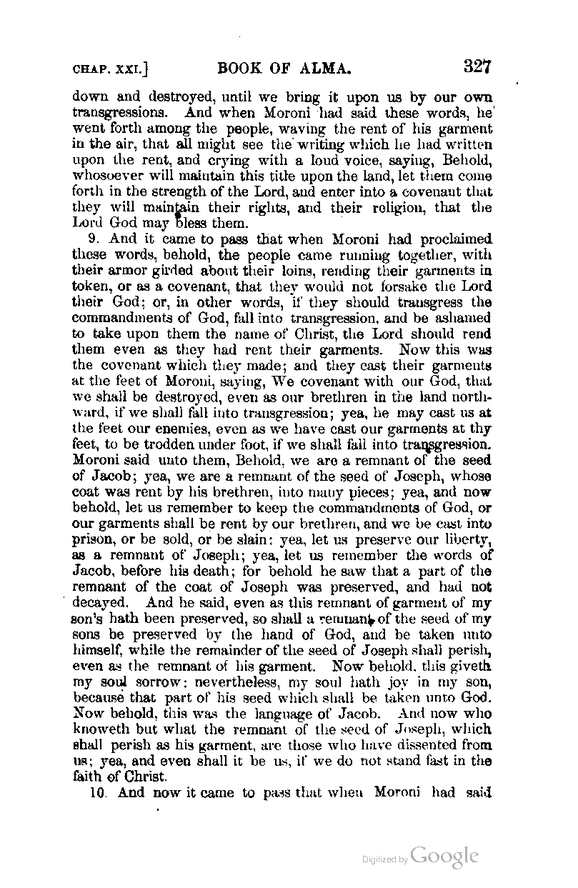 CHAP. XXI.] BOOK OF ALMA. 327
down and destroyed, until we bring it upon us by our own
transgressions. And when Moroni had said these words, he
went forth among the people, waving the rent of his garment
in the air, that all might see the writing which he had written
upon the rent, and crying with a loud voice, saying, Behold,
whosoever will maintain this title upon the land, let them come
forth in the strength of the Lord, and enter into a covenant that
they will maintain their rights, and their religion, that the
Lord God may bless them.
9. And it came to pass that when Moroni had proclaimed
these words, behold, the people came running together, with
their armor girded about their loins, rending their garments in
token, or as a covenant, that they would not forsake the Lord
their God; or, in other words, if they should transgress the
commandments of God, fall into transgression, and be ashamed
to take upon them the name of Christ, the Lord should rend
them even as they had rent their garments. Now this was
the covenant which they made; and they cast their garments
at the feet of Moroni, saying, We covenant with our God, that
we shall be destroyed, even as our brethren in the land north-
ward, if we shall fall into transgression; yea, he may cast us at
the feet our enemies, even as we have cast our garments at thy
feet, to be trodden under foot, if we shall fall into transgression.
Moroni said unto them, Behold, we are a remnant of the seed
of Jacob; yea, we are a remnant of the seed of Joseph, whose
coat was rent by his brethren, into many pieces; yea, and now
behold, let us remember to keep the commandments of God, or
our garments shall be rent by our brethren, and we be cast into
prison, or be sold, or be slain: yea, let us preserve our liberty,
as a remnant of Joseph; yea, let us remember the words of
Jacob, before his death; for behold he saw that a part of the
remnant of the coat of Joseph was preserved, and had not
decayed. And he said, even as this remnant of garment of my
son's hath been preserved, so shall a remnant of the seed of my
sons be preserved by the hand of God, and be taken unto
himself, while the remainder of the seed of Joseph shall perish,
even as the remnant of his garment. Now behold. this giveth
my soul sorrow: nevertheless, my soul hath joy in my son,
because that part of his seed which shall be taken unto God.
Now behold, this was the language of Jacob. And now who
knoweth but what the remnant of the seed of Joseph, which
shall perish as his garment, are those who have dissented from
us; yea, and even shall it be us, if we do not stand fast in the
faith of Christ.
10. And now it came to pass that when Moroni had said
Digitized by Google